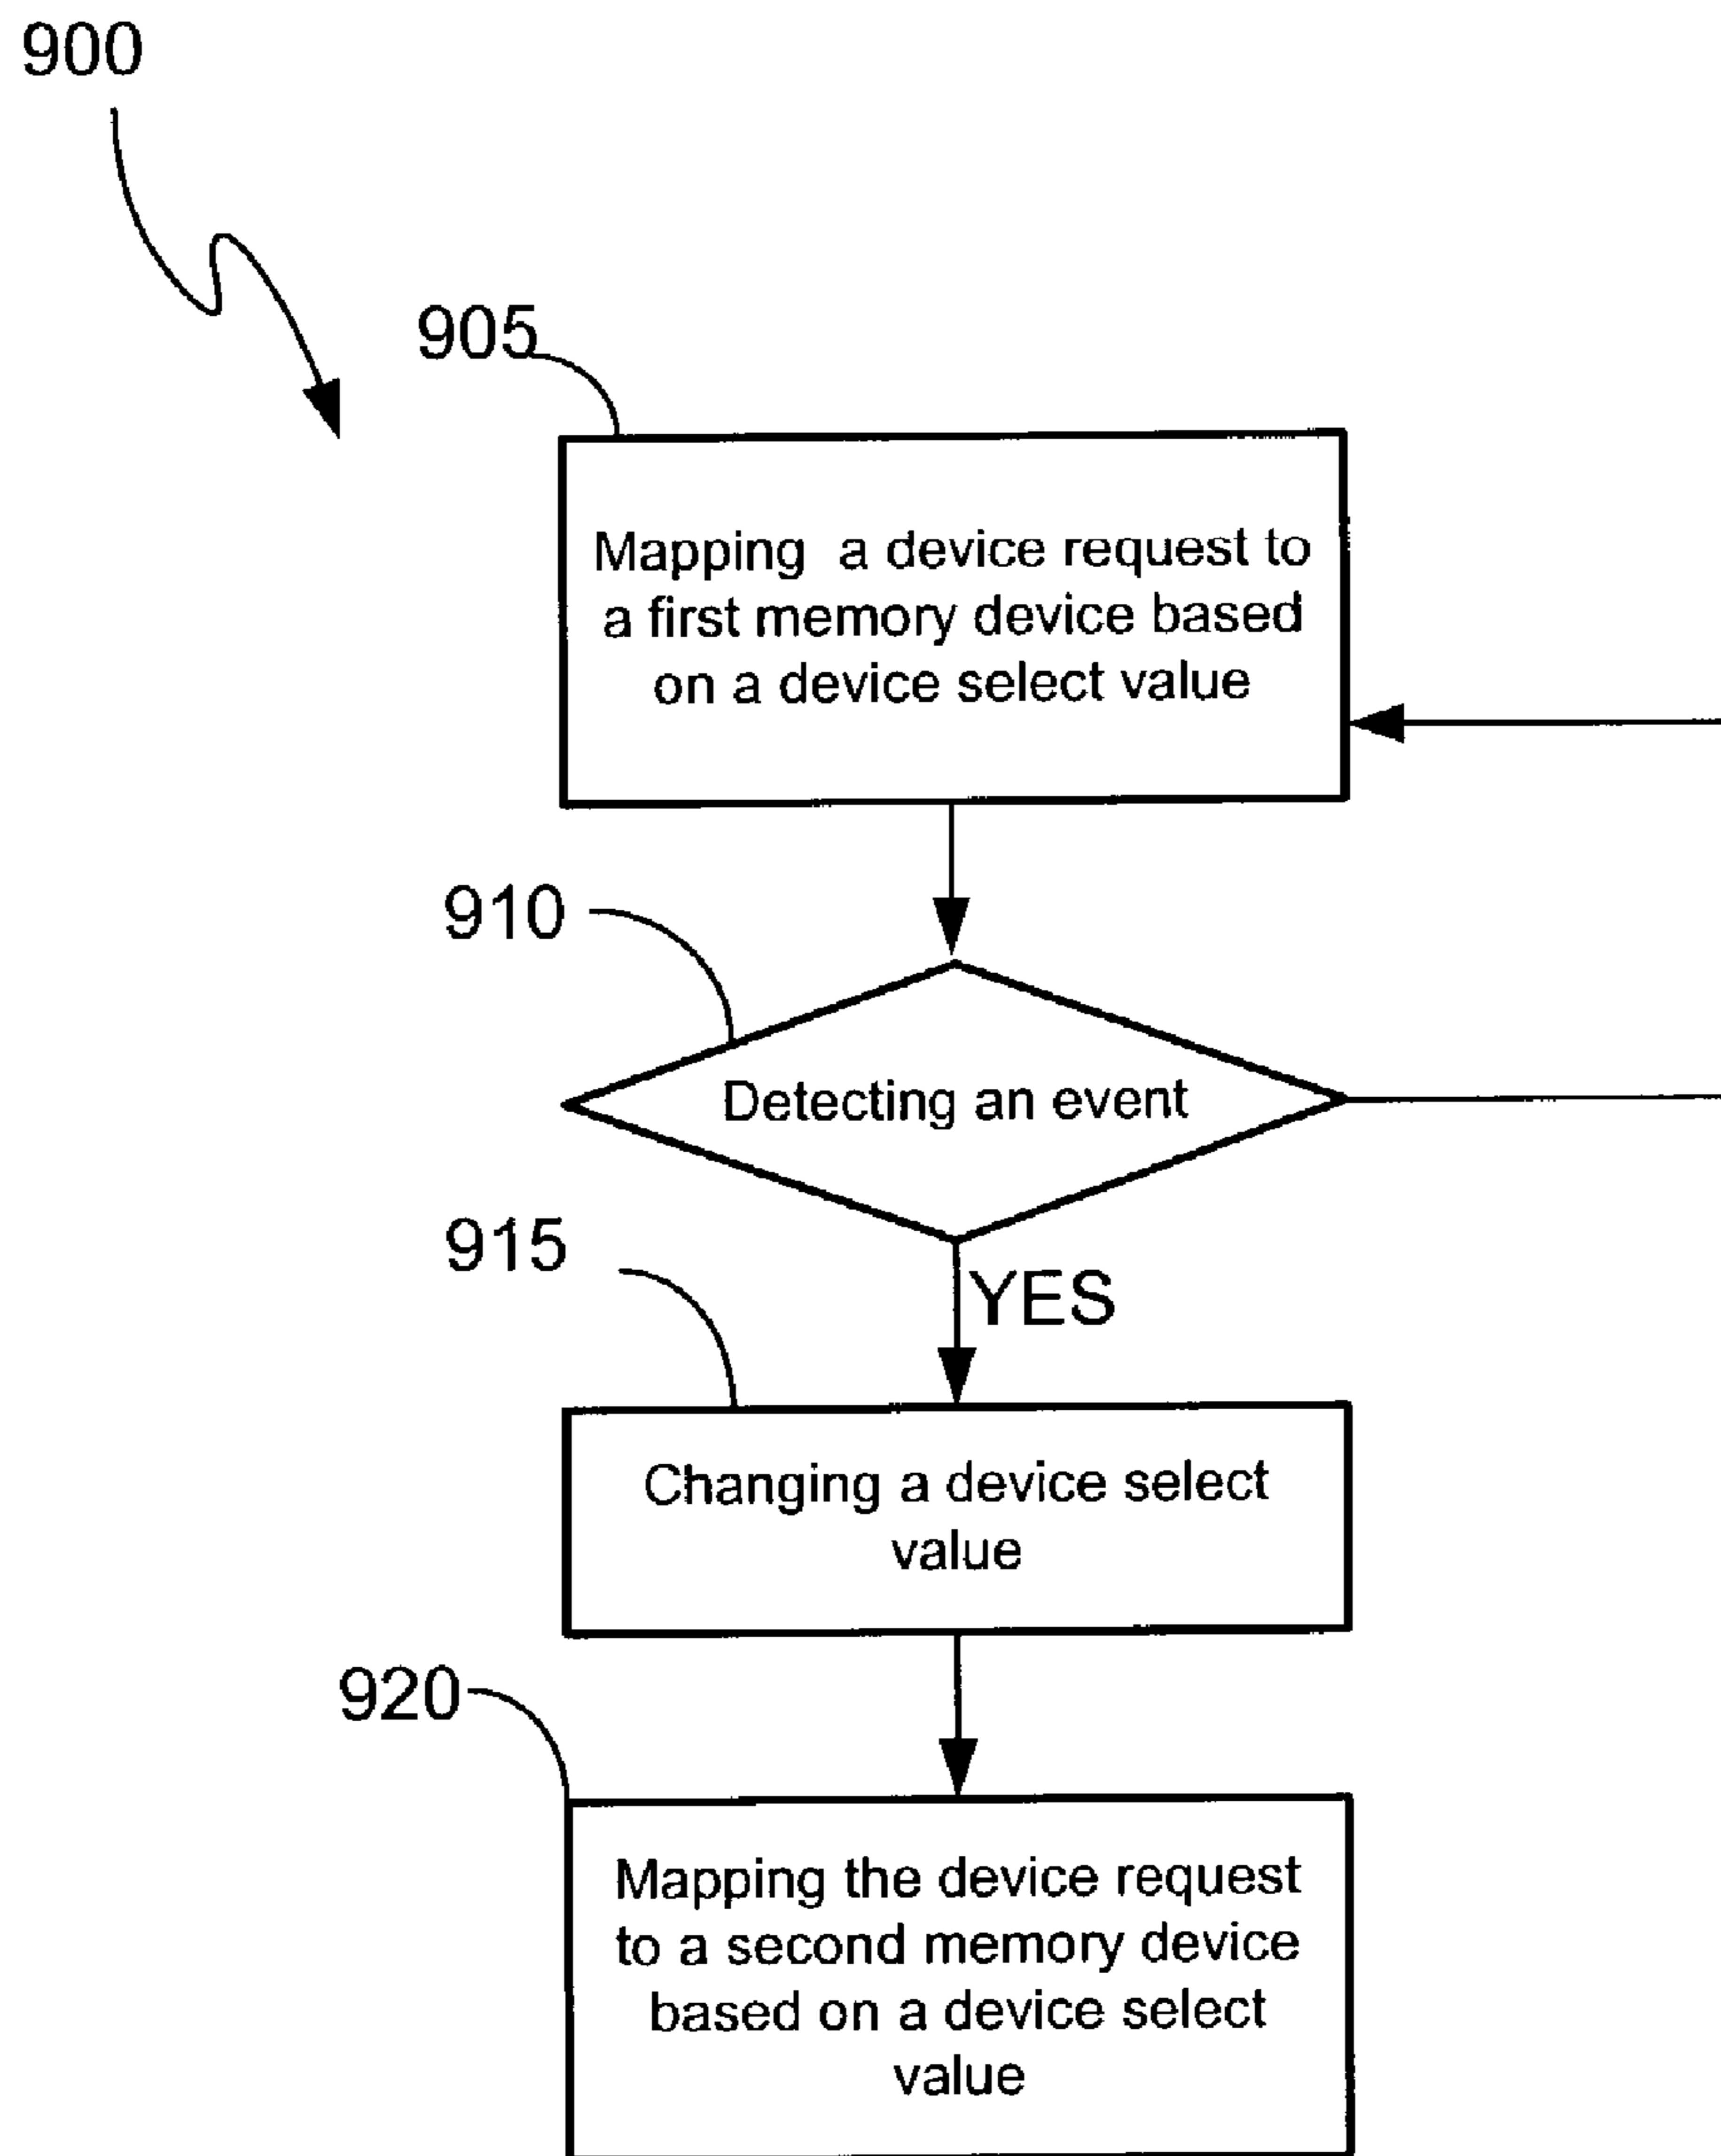 900
905
Mapping a device request to
a first memory device based
on a device select value
910
Detecting an event
915
YES
Changing a device select
value
920
Mapping the device request
to a second memory device
based on a device select
value